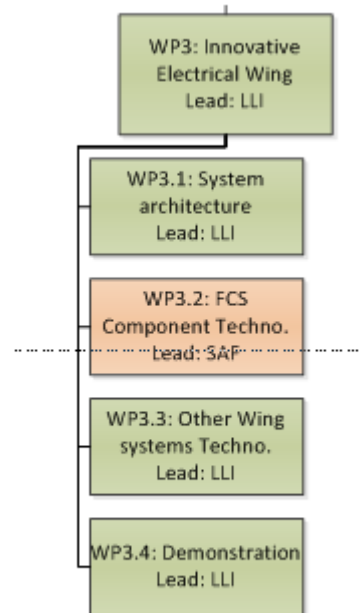 WP3: Innovative
Electrical Wing
Lead: LLI
WP3.1: System
architecture
Lead: LLI
WP3.2: FCS
Component Techno.
Lead: SAF
WP3.3: Other Wing
systems Techno.
Lead: LLI
WP3.4: Demonstration
Lead: LLI